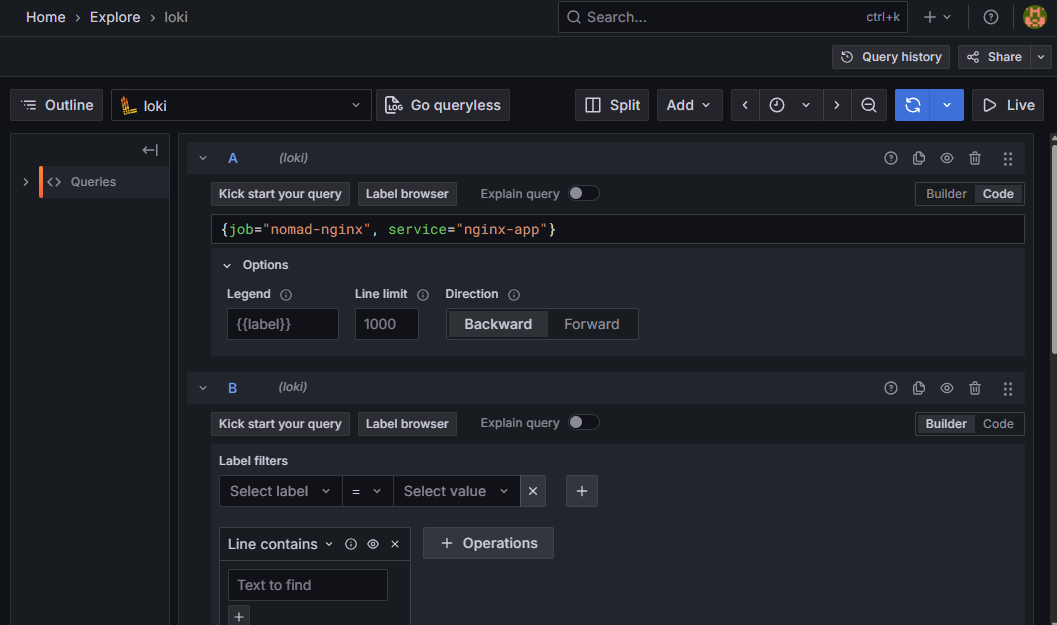 Home › Explore › loki
Search... ctrl+k
Query history Share
Outline loki Go queryless Split Add Live
A (loki)
Queries
Kick start your query Label browser Explain query Builder Code
{job="nomad-nginx", service="nginx-app"}
Options
Legend Line limit Direction
{{label}} 1000 Backward Forward
B (loki)
Kick start your query Label browser Explain query Builder Code
Label filters
Select label = Select value
Line contains Operations
Text to find